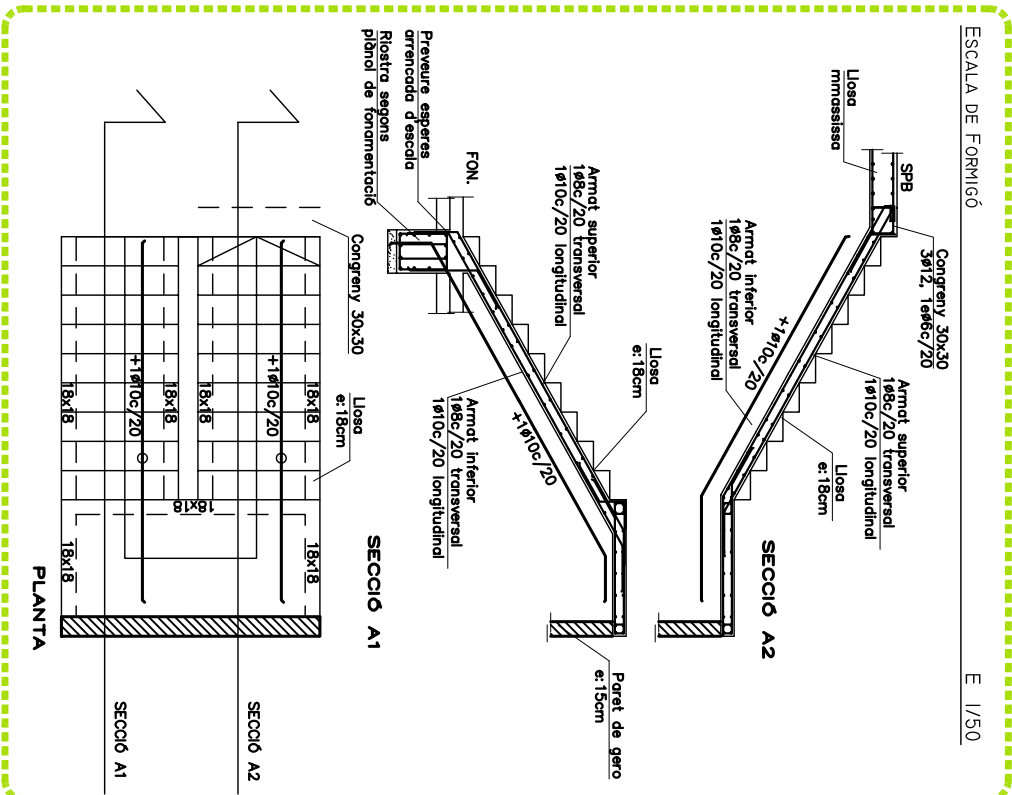 ESCALA DE FORMIGÓ
E 1/50
SPB
Llosa
mmassissa
Congreny 30x30
3ø12, 1eø6c/20
Armat superior
1ø8c/20 transversal
1ø10c/20 longitudinal
Llosa
e:18cm
+1ø10c/20
Armat inferior
1ø8c/20 transversal
1ø10c/20 longitudinal
SECCIÓ A2
Preveure esperes
arrencada d'escala
Riostra segons
plànol de fonamentació
FON.
Armat superior
1ø8c/20 transversal
1ø10c/20 longitudinal
Llosa
e:18cm
+1ø10c/20
Armat inferior
1ø8c/20 transversal
1ø10c/20 longitudinal
Paret de gero
e:15cm
SECCIÓ A1
Congreny 30x30
Llosa
e:18cm
18x18
18x18
+1ø10c/20
18x18
18x18
18x18
+1ø10c/20
18x18
18x18
PLANTA
SECCIÓ A2
SECCIÓ A1